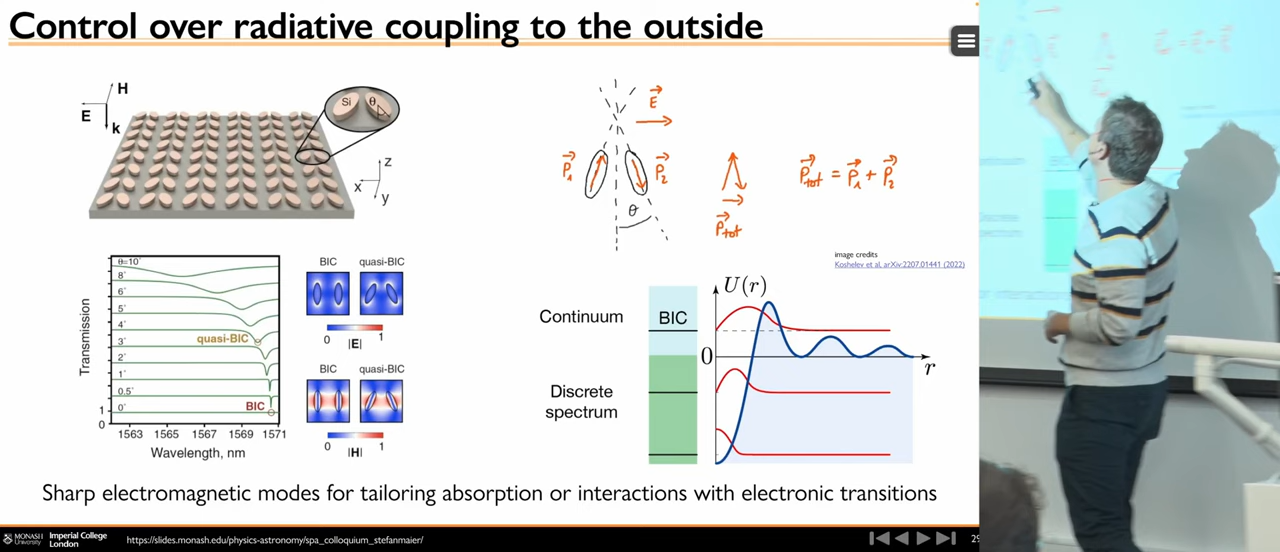 Control over radiative coupling to the outside
H
E
k
Si
θ
z
x
y
E
P1
P2
θ
Ptot
Ptot = P1 + P2
image credits
Koshelev et al, arXiv:2207.01441 (2022)
Transmission
θ=10°
8°
6°
5°
4°
3°
2°
1°
0.5°
0°
1
0
quasi-BIC
BIC
1563 1565 1567 1569 1571
Wavelength, nm
BIC quasi-BIC
0 1
|E|
BIC quasi-BIC
0 1
|H|
Continuum
BIC
Discrete
spectrum
U(r)
0
r
Sharp electromagnetic modes for tailoring absorption or interactions with electronic transitions
MONASH University
Imperial College
London
https://slides.monash.edu/physics-astronomy/spa_colloquium_stefanmaier/